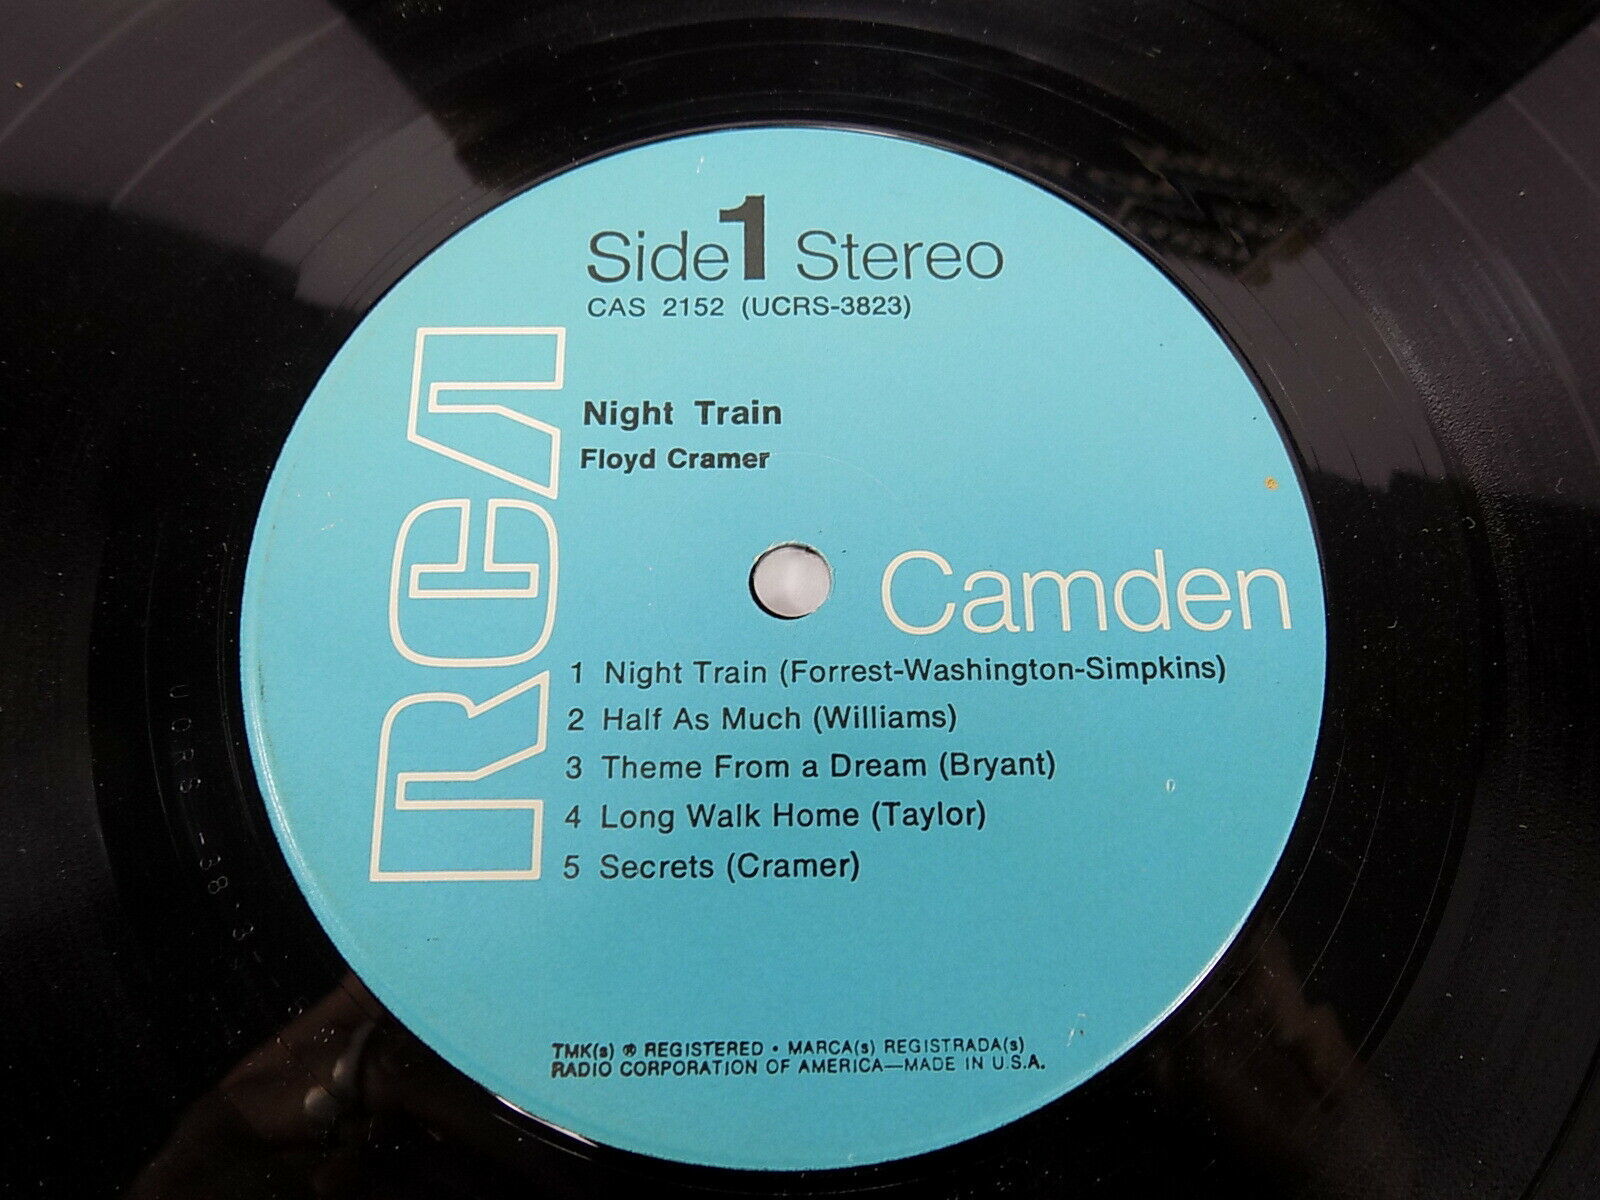 Side 1 Stereo
CAS 2152 (UCRS-3823)
RCA
Night Train
Floyd Cramer
Camden
1 Night Train (Forrest-Washington-Simpkins)
2 Half As Much (Williams)
3 Theme From a Dream (Bryant)
4 Long Walk Home (Taylor)
5 Secrets (Cramer)
TMK(s) ® REGISTERED • MARCA(s) REGISTRADA(s)
RADIO CORPORATION OF AMERICA—MADE IN U.S.A.